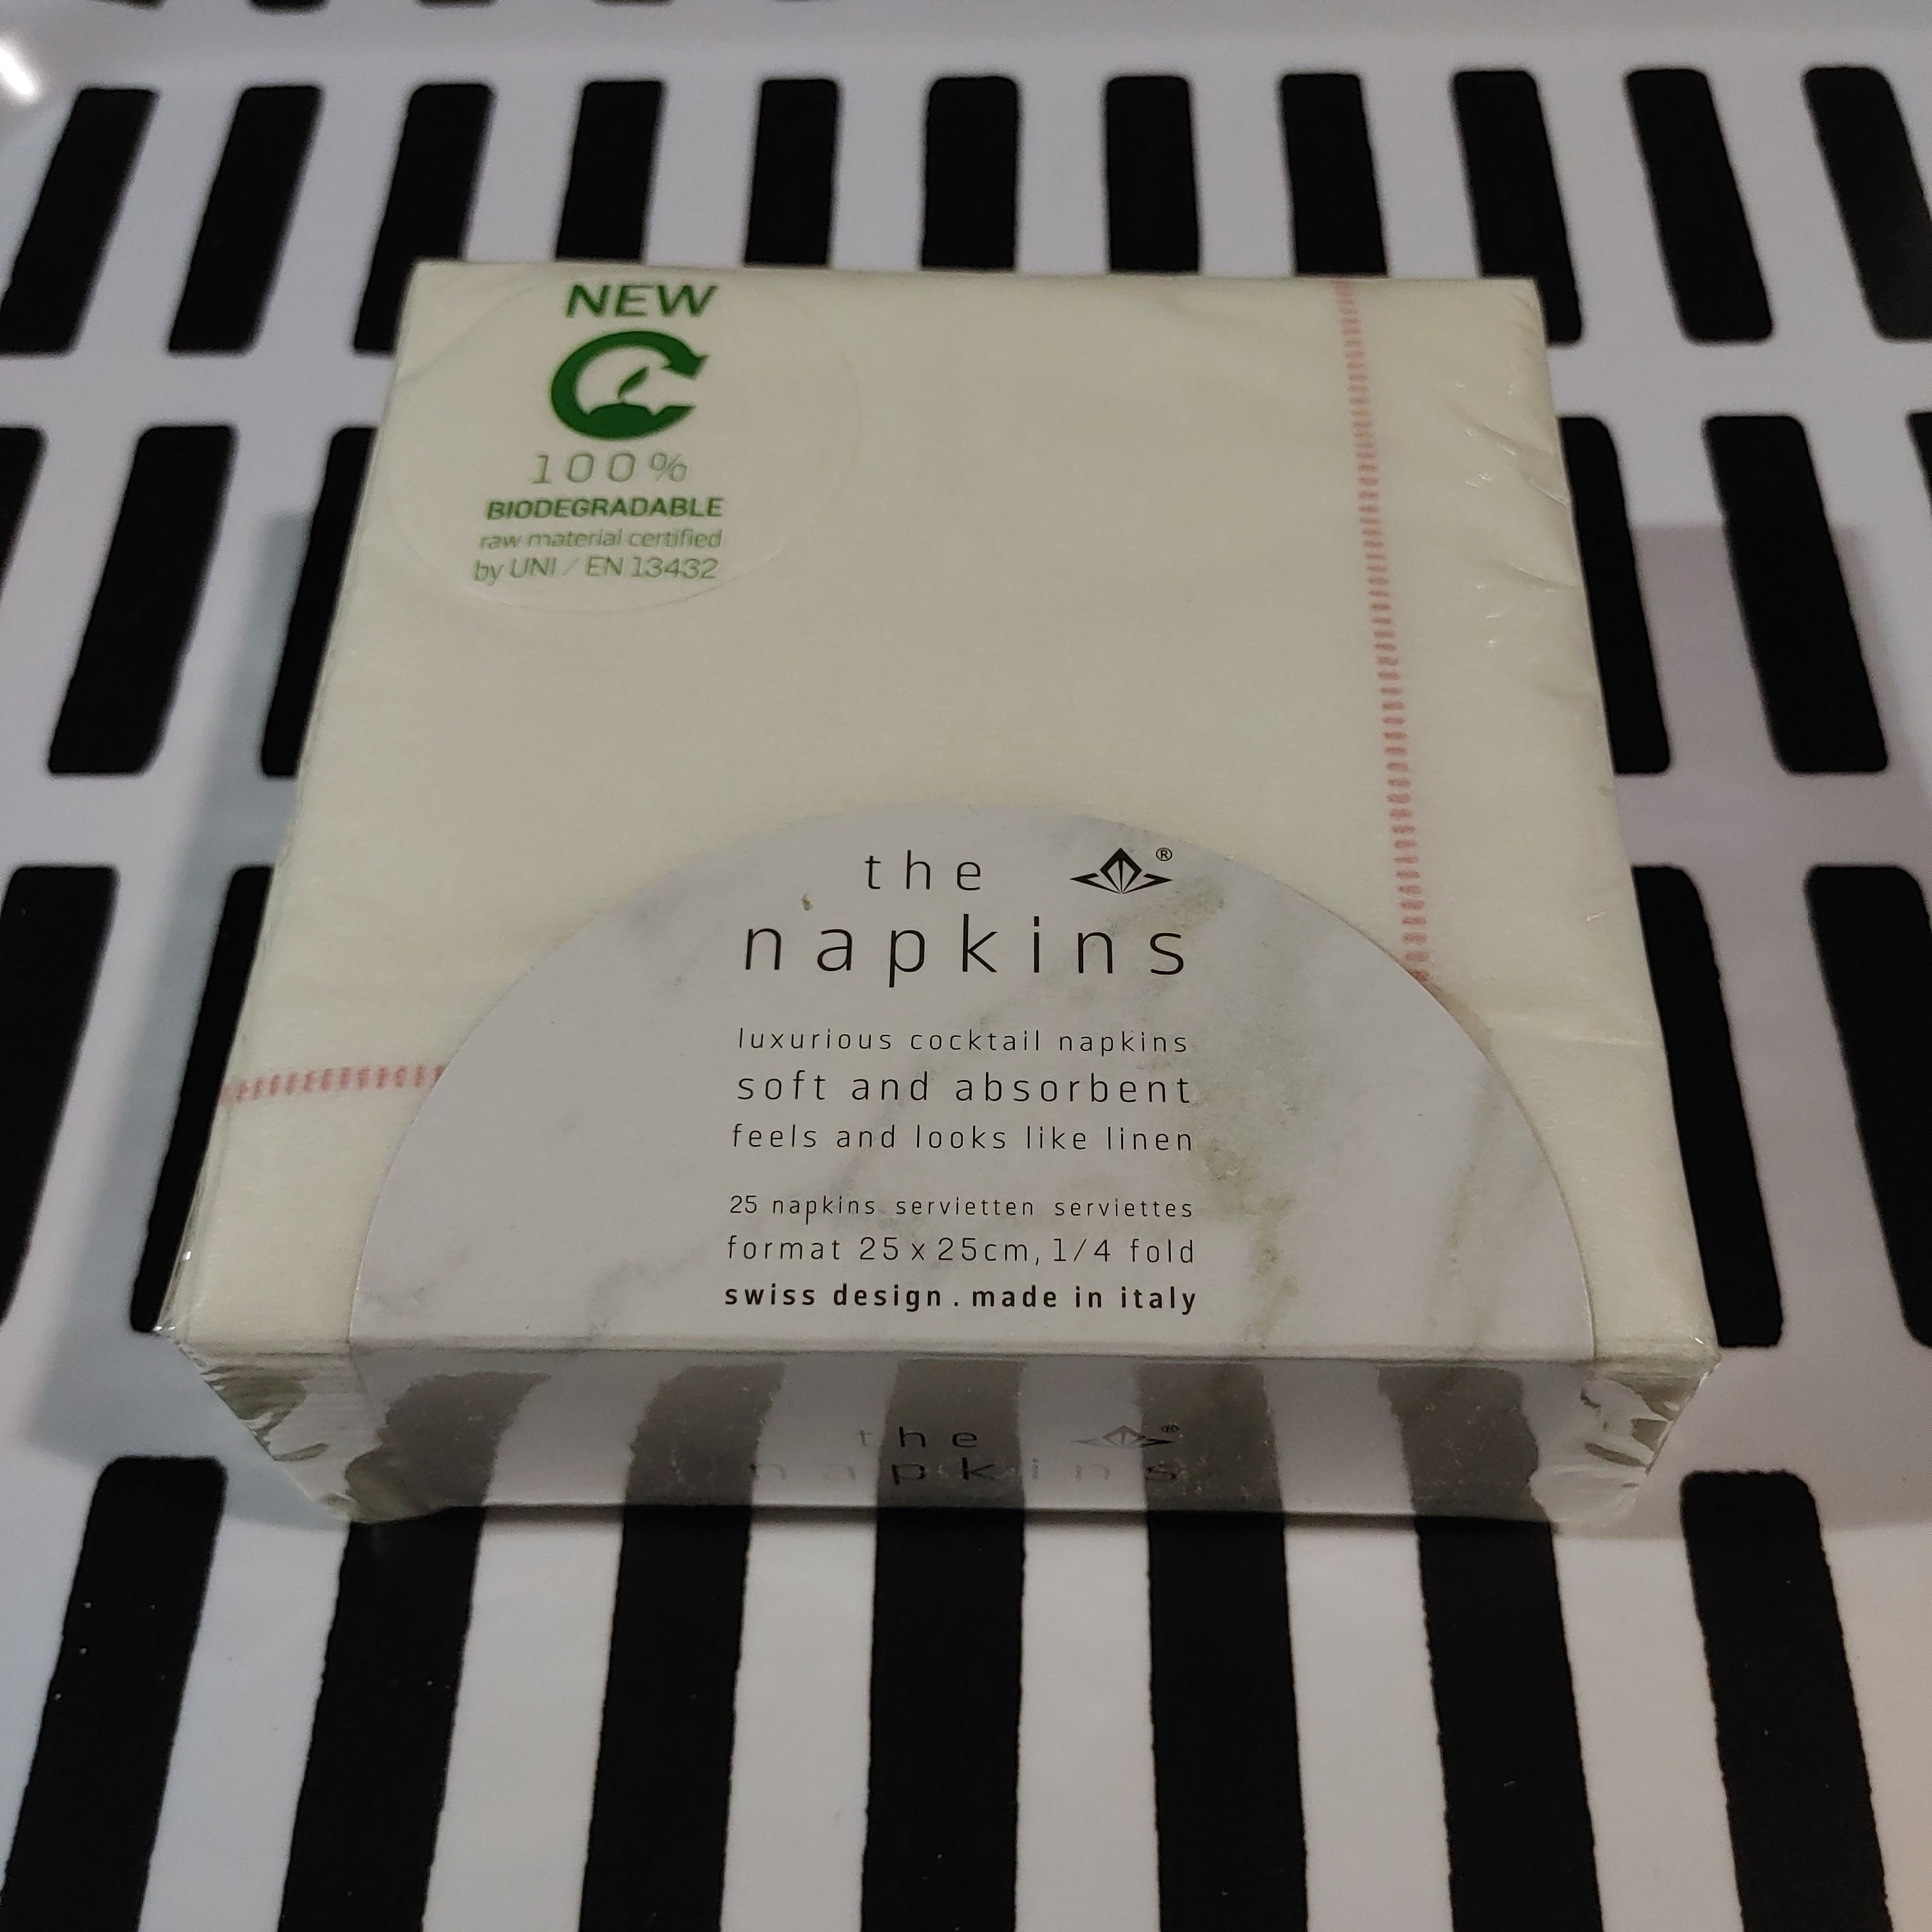 NEW
100%
BIODEGRADABLE
raw material certified
by UNI / EN 13432
the ®
napkins
luxurious cocktail napkins
soft and absorbent
feels and looks like linen
25 napkins servietten serviettes
format 25 x 25cm, 1/4 fold
swiss design . made in italy
the ®
napkins